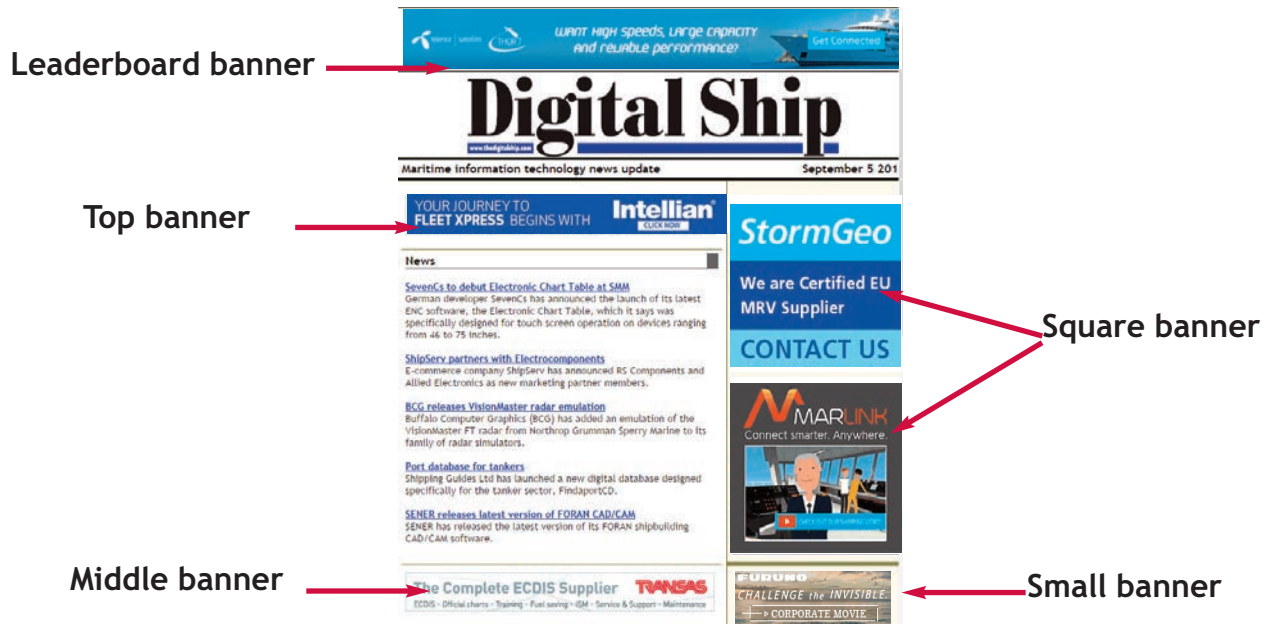 WANT HIGH SPEEDS, LARGE CAPACITY
AND RELIABLE PERFORMANCE?
THOR 7
Get Connected
Leaderboard banner
Digital Ship
www.thedigitalship.com
Maritime information technology news update
September 5 201
Top banner
YOUR JOURNEY TO
FLEET XPRESS BEGINS WITH
Intellian®
CLICK NOW
StormGeo
We are Certified EU
MRV Supplier
CONTACT US
Square banner
News
SevenCs to debut Electronic Chart Table at SMM
German developer SevenCs has announced the launch of its latest
ENC software, the Electronic Chart Table, which it says was
specifically designed for touch screen operation on devices ranging
from 46 to 75 inches.
ShipServ partners with Electrocomponents
E-commerce company ShipServ has announced RS Components and
Allied Electronics as new marketing partner members.
BCG releases VisionMaster radar emulation
Buffalo Computer Graphics (BCG) has added an emulation of the
VisionMaster FT radar from Northrop Grumman Sperry Marine to its
family of radar simulators.
Port database for tankers
Shipping Guides Ltd has launched a new digital database designed
specifically for the tanker sector, FindaportCD.
SENER releases latest version of FORAN CAD/CAM
SENER has released the latest version of its FORAN shipbuilding
CAD/CAM software.
MARLINK
Connect smarter. Anywhere.
Middle banner
The Complete ECDIS Supplier
TRANSAS
ECDIS - Official charts - Training - Fuel saving - ISM - Service & Support - Maintenance
FURUNO
CHALLENGE the INVISIBLE.
CORPORATE MOVIE
Small banner